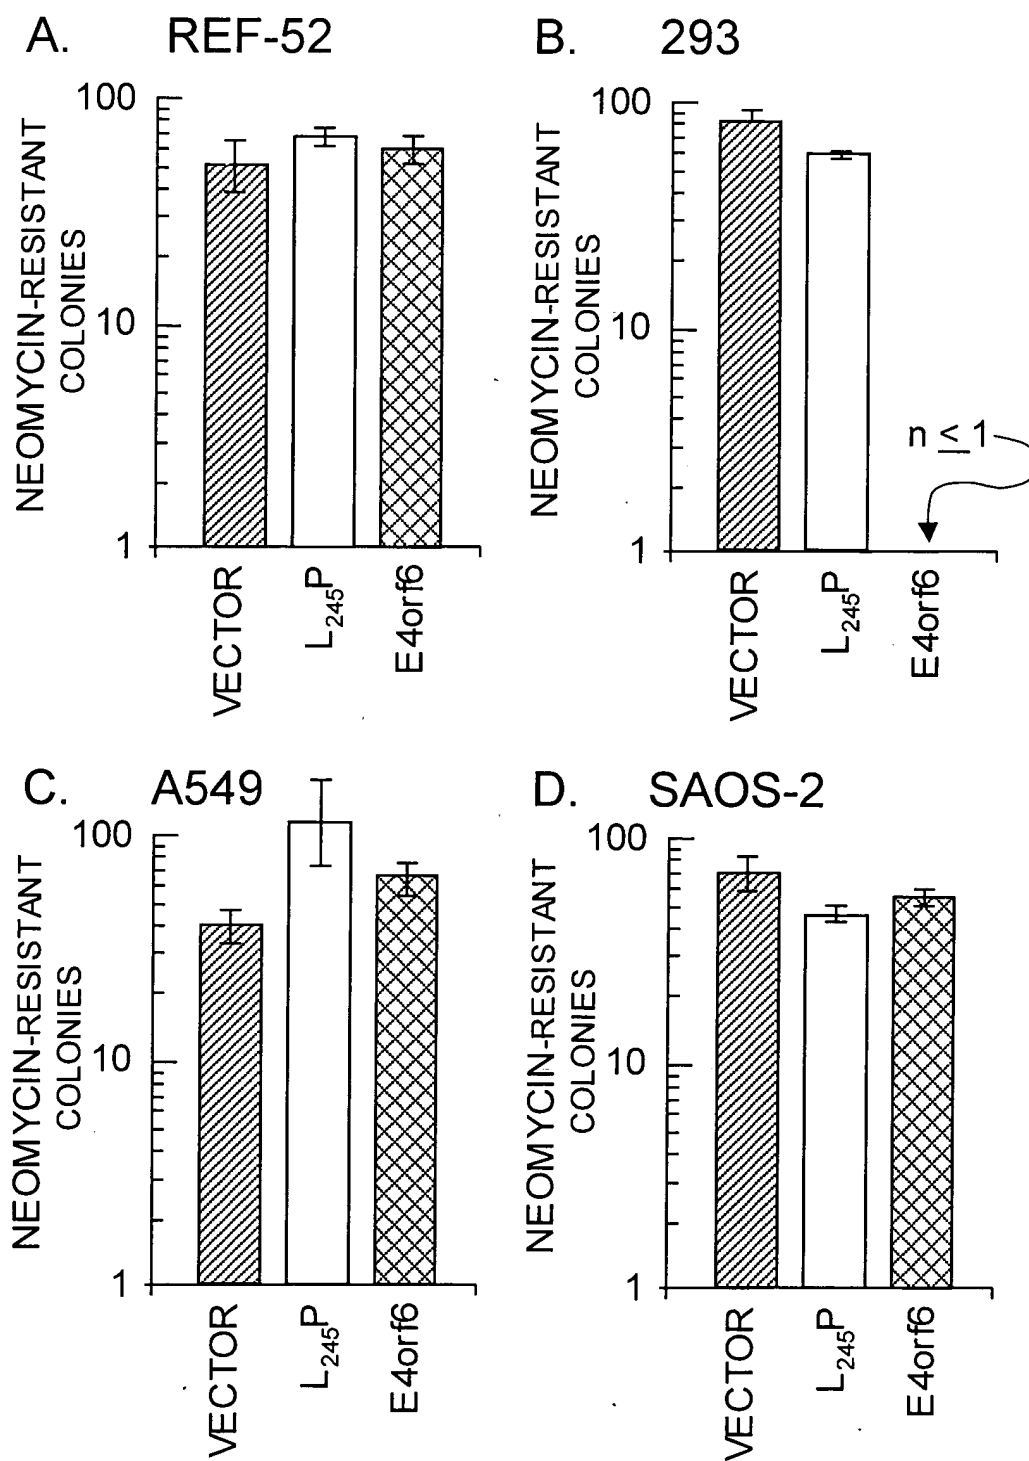 A. REF-52
NEOMYCIN-RESISTANT
COLONIES
100
10
1
VECTOR
L245P
E4orf6
B. 293
NEOMYCIN-RESISTANT
COLONIES
100
10
1
n ≤ 1
VECTOR
L245P
E4orf6
C. A549
NEOMYCIN-RESISTANT
COLONIES
100
10
1
VECTOR
L245P
E4orf6
D. SAOS-2
NEOMYCIN-RESISTANT
COLONIES
100
10
1
VECTOR
L245P
E4orf6